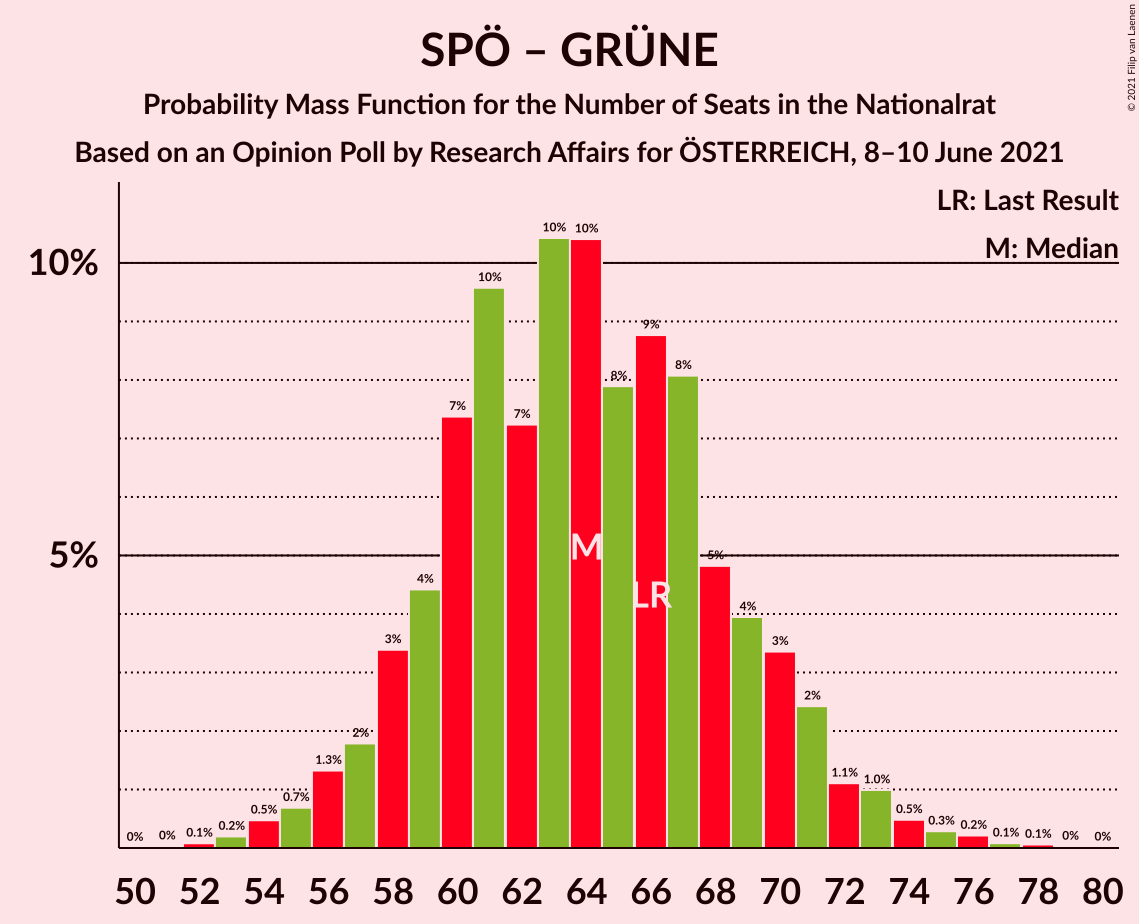 SPÖ – GRÜNE
Probability Mass Function for the Number of Seats in the Nationalrat
Based on an Opinion Poll by Research Affairs for ÖSTERREICH, 8–10 June 2021
© 2021 Filip van Laenen
LR: Last Result
M: Median
10%
5%
0% 0% 0.1% 0.2% 0.5% 0.7% 1.3% 2% 3% 4% 7% 10% 7% 10% 10% 8% 9% 8% 5% 4% 3% 2% 1.1% 1.0% 0.5% 0.3% 0.2% 0.1% 0.1% 0% 0%
M
LR
50 52 54 56 58 60 62 64 66 68 70 72 74 76 78 80